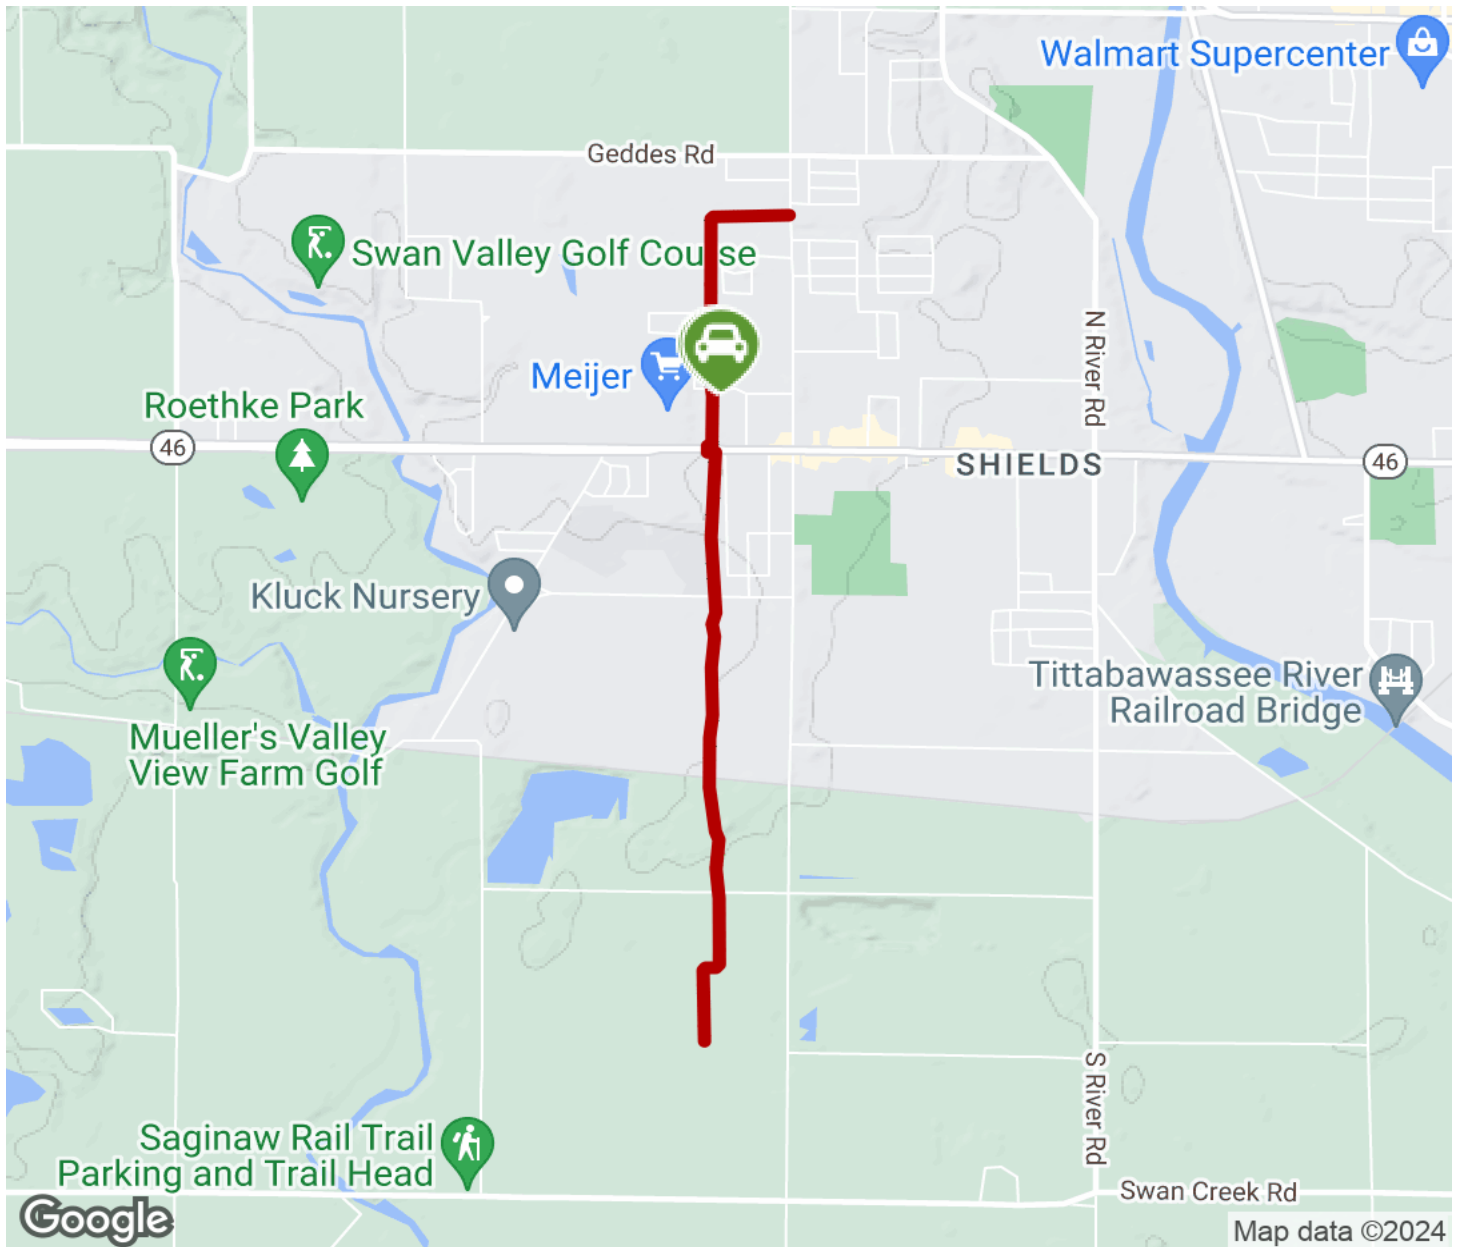 Walmart Supercenter
Geddes Rd
Swan Valley Golf Course
N River Rd
Meijer
Roethke Park
46
SHIELDS
46
Kluck Nursery
Tittabawassee River
Railroad Bridge
Mueller's Valley
View Farm Golf
S River Rd
Saginaw Rail Trail
Parking and Trail Head
Swan Creek Rd
Google
Map data ©2024